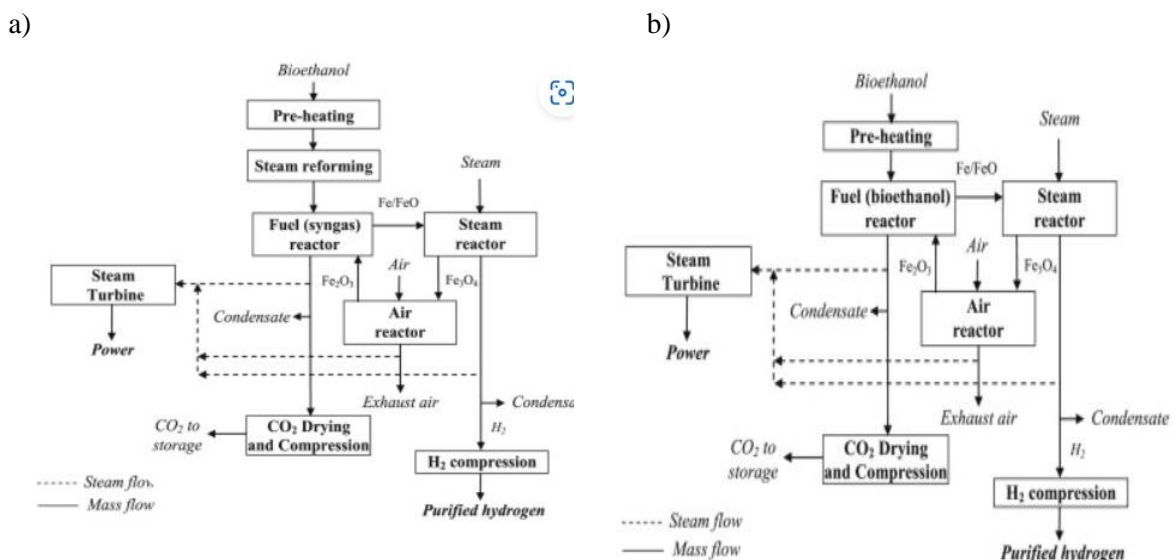 a)
Bioethanol
Pre-heating
Steam reforming
Steam
Fe/FeO
Fuel (syngas)
reactor
Steam
reactor
Air
Fe₂O₃
Fe₃O₄
Steam
Turbine
Condensate
Air
reactor
Power
Exhaust air
Condensa
CO₂ to
storage
CO₂ Drying
and Compression
H₂
H₂ compression
Steam flow
Mass flow
Purified hydrogen
b)
Bioethanol
Pre-heating
Steam
Fe/FeO
Fuel (bioethanol)
reactor
Steam
reactor
Air
Fe₂O₃
Fe₃O₄
Steam
Turbine
Condensate
Air
reactor
Power
Exhaust air
Condensate
CO₂ to
storage
CO₂ Drying
and Compression
H₂
H₂ compression
Steam flow
Mass flow
Purified hydrogen